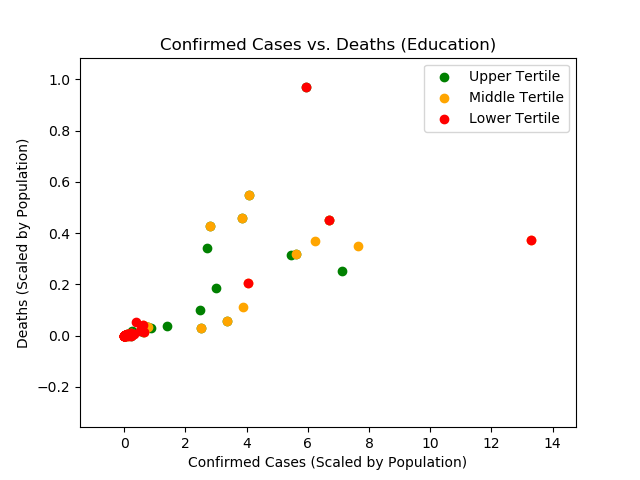 Confirmed Cases vs. Deaths (Education)
Upper Tertile
Middle Tertile
Lower Tertile
1.0
0.8
0.6
0.4
0.2
0.0
−0.2
Deaths (Scaled by Population)
0 2 4 6 8 10 12 14
Confirmed Cases (Scaled by Population)